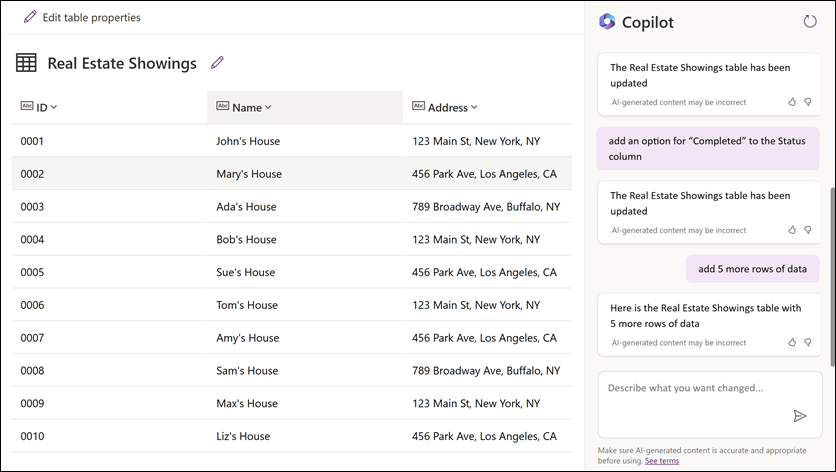 Edit table properties
Real Estate Showings
Abc ID
Abc Name
Abc Address
0001 John's House 123 Main St, New York, NY
0002 Mary's House 456 Park Ave, Los Angeles, CA
0003 Ada's House 789 Broadway Ave, Buffalo, NY
0004 Bob's House 123 Main St, New York, NY
0005 Sue's House 456 Park Ave, Los Angeles, CA
0006 Tom's House 123 Main St, New York, NY
0007 Amy's House 456 Park Ave, Los Angeles, CA
0008 Sam's House 789 Broadway Ave, Buffalo, NY
0009 Max's House 123 Main St, New York, NY
0010 Liz's House 456 Park Ave, Los Angeles, CA
Copilot
The Real Estate Showings table has been
updated
AI-generated content may be incorrect
add an option for “Completed” to the Status
column
The Real Estate Showings table has been
updated
AI-generated content may be incorrect
add 5 more rows of data
Here is the Real Estate Showings table with
5 more rows of data
AI-generated content may be incorrect
Describe what you want changed...
Make sure AI-generated content is accurate and appropriate
before using. See terms